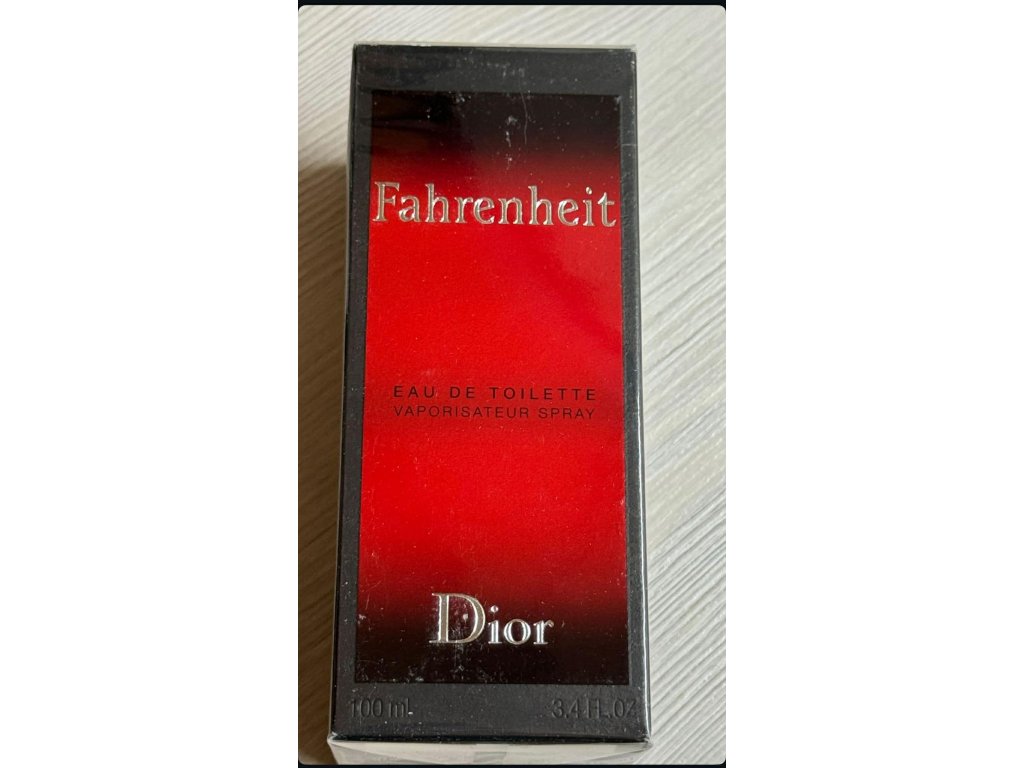 Fahrenheit
EAU DE TOILETTE
VAPORISATEUR SPRAY
Dior
100 ml 3.4 FL.OZ